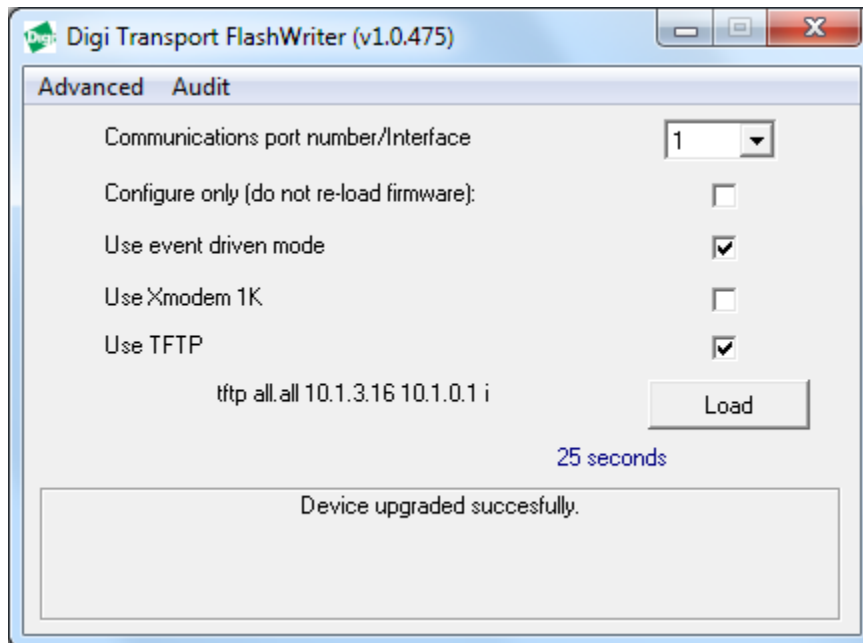 Digi Digi Transport FlashWriter (v1.0.475)
Advanced Audit
Communications port number/Interface 1
Configure only (do not re-load firmware):
Use event driven mode
Use Xmodem 1K
Use TFTP
tftp all.all 10.1.3.16 10.1.0.1 i
Load
25 seconds
Device upgraded succesfully.